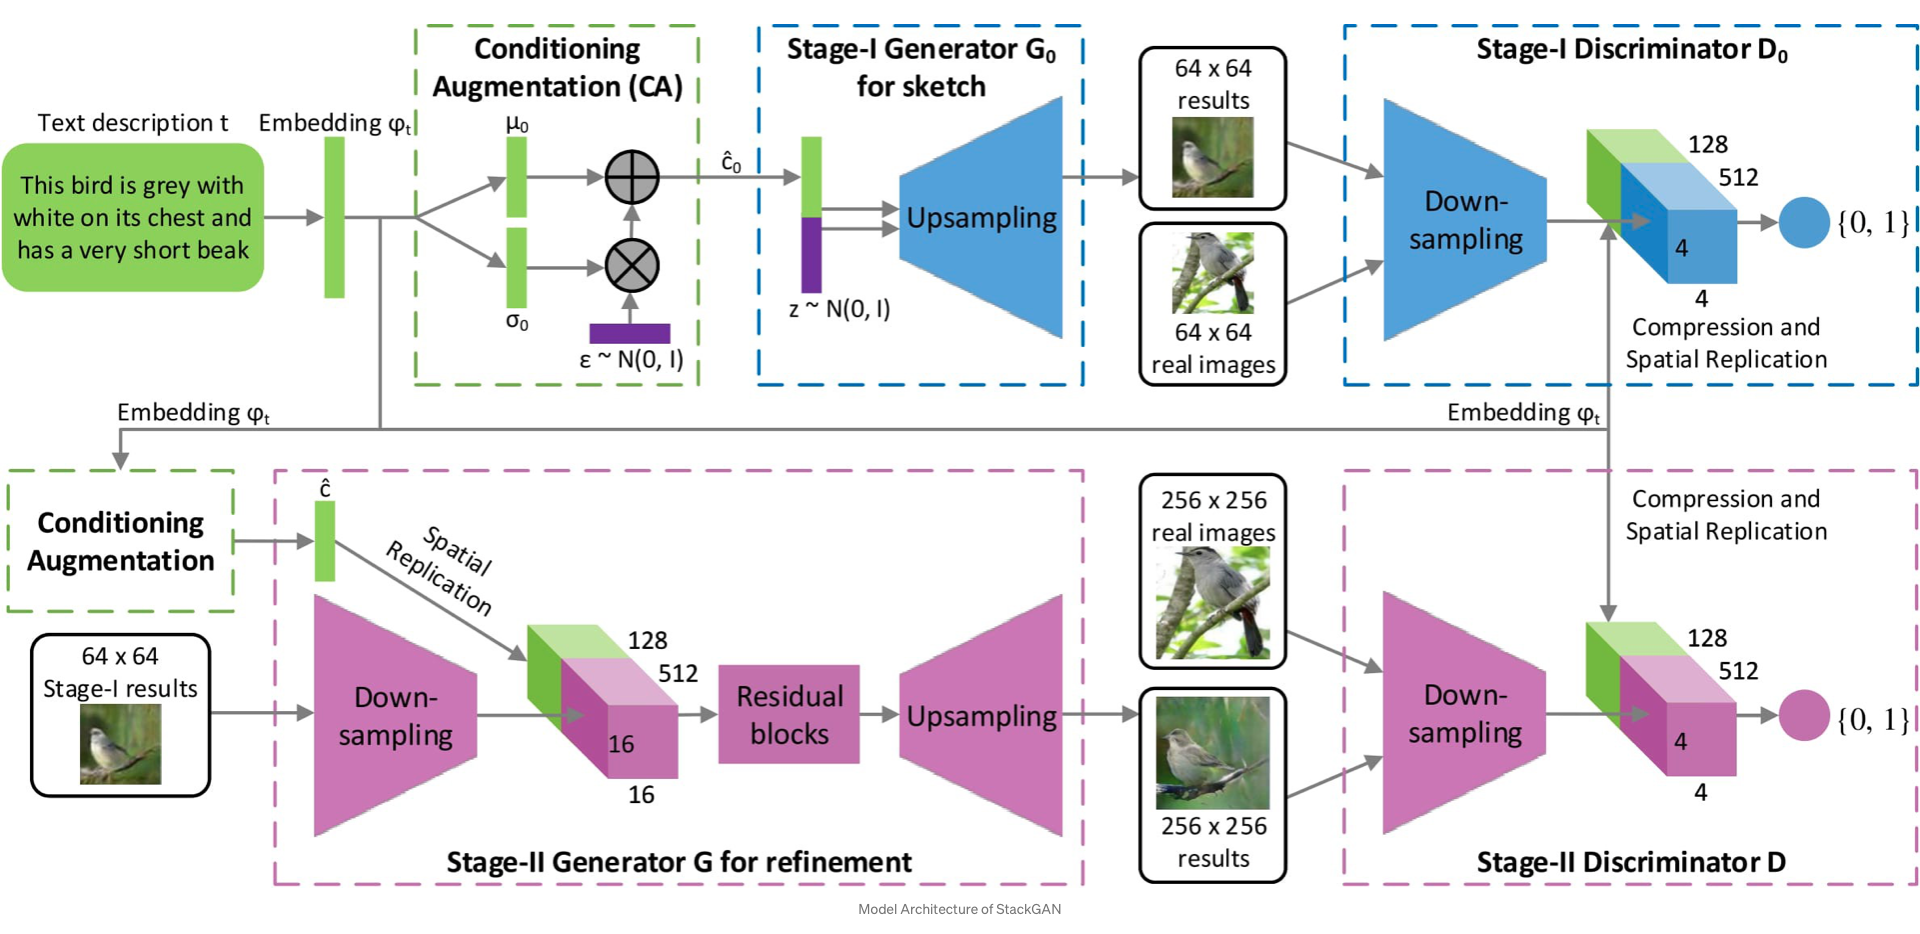 Text description t
This bird is grey with
white on its chest and
has a very short beak
Embedding φt
Conditioning
Augmentation (CA)
μ0
σ0
ε ~ N(0, I)
ĉ0
Stage-I Generator G0
for sketch
Upsampling
z ~ N(0, I)
64 x 64
results
64 x 64
real images
Stage-I Discriminator D0
Down-
sampling
128
512
4
4
{0, 1}
Compression and
Spatial Replication
Embedding φt
Embedding φt
Conditioning
Augmentation
64 x 64
Stage-I results
ĉ
Spatial
Replication
Down-
sampling
128
512
16
16
Residual
blocks
Upsampling
Stage-II Generator G for refinement
256 x 256
real images
256 x 256
results
Compression and
Spatial Replication
Down-
sampling
128
512
4
4
{0, 1}
Stage-II Discriminator D
Model Architecture of StackGAN